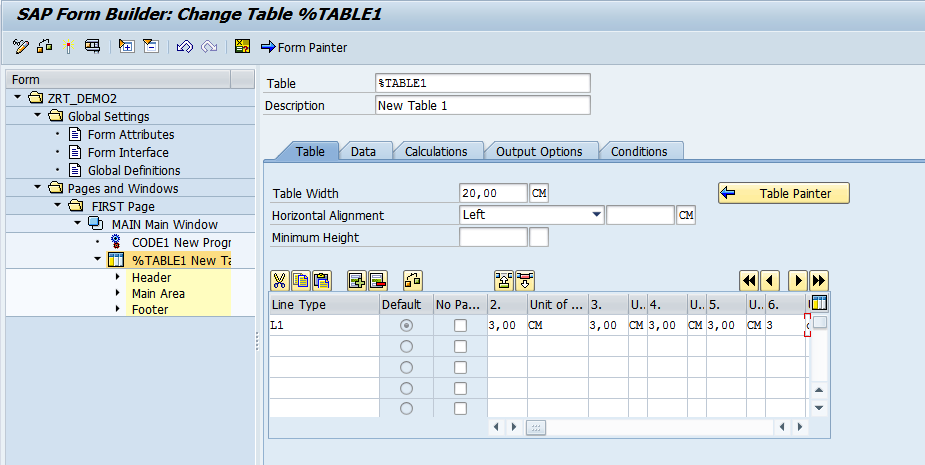 SAP Form Builder: Change Table %TABLE1
Form Painter
Form
ZRT_DEMO2
Global Settings
Form Attributes
Form Interface
Global Definitions
Pages and Windows
FIRST Page
MAIN Main Window
CODE1 New Progr
%TABLE1 New Ta
Header
Main Area
Footer
Table %TABLE1
Description New Table 1
Table Data Calculations Output Options Conditions
Table Width 20,00 CM Table Painter
Horizontal Alignment Left CM
Minimum Height
Line Type Default No Pa... 2. Unit of ... 3. U.. 4. U.. 5. U.. 6.
L1 3,00 CM 3,00 CM 3,00 CM 3,00 CM 3